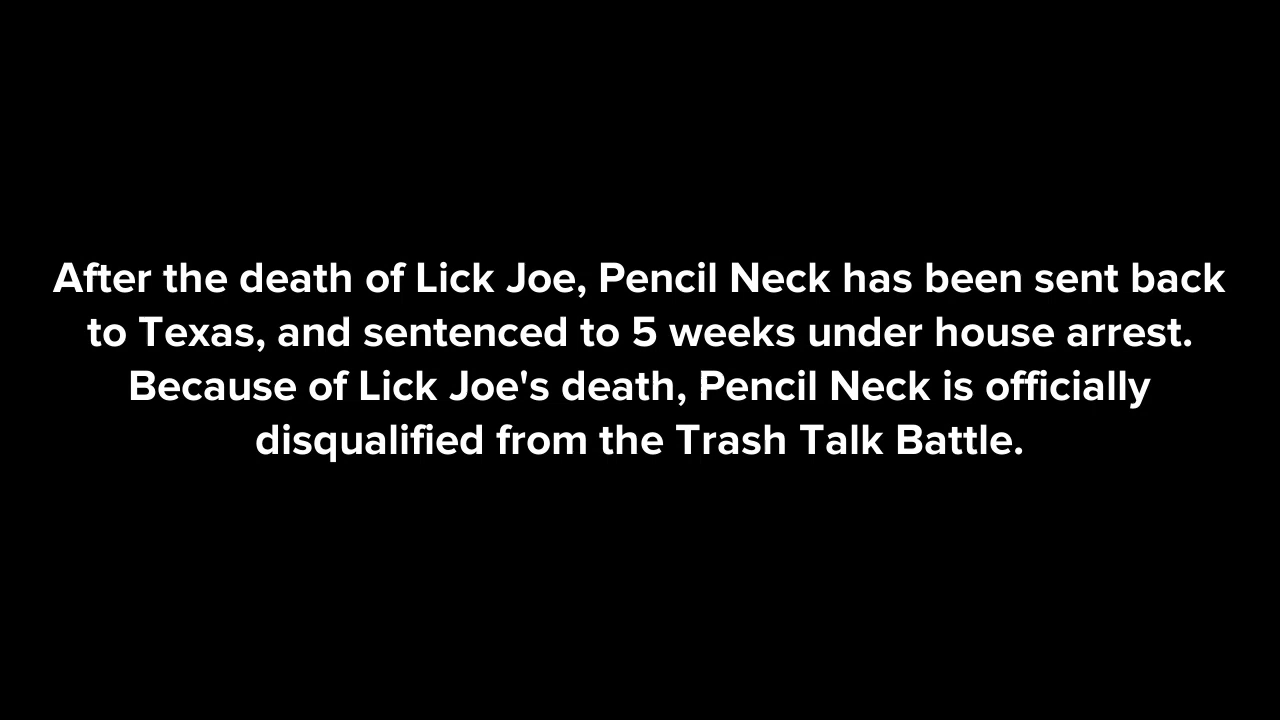 After the death of Lick Joe, Pencil Neck has been sent back
to Texas, and sentenced to 5 weeks under house arrest.
Because of Lick Joe's death, Pencil Neck is officially
disqualified from the Trash Talk Battle.